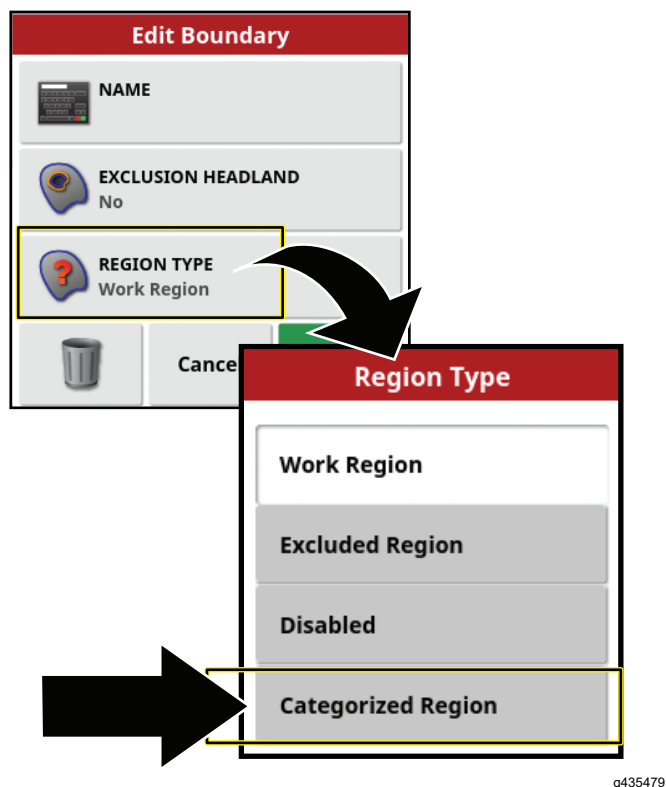 Edit Boundary
NAME
EXCLUSION HEADLAND
No
REGION TYPE
Work Region
Cance
Region Type
Work Region
Excluded Region
Disabled
Categorized Region
g435479